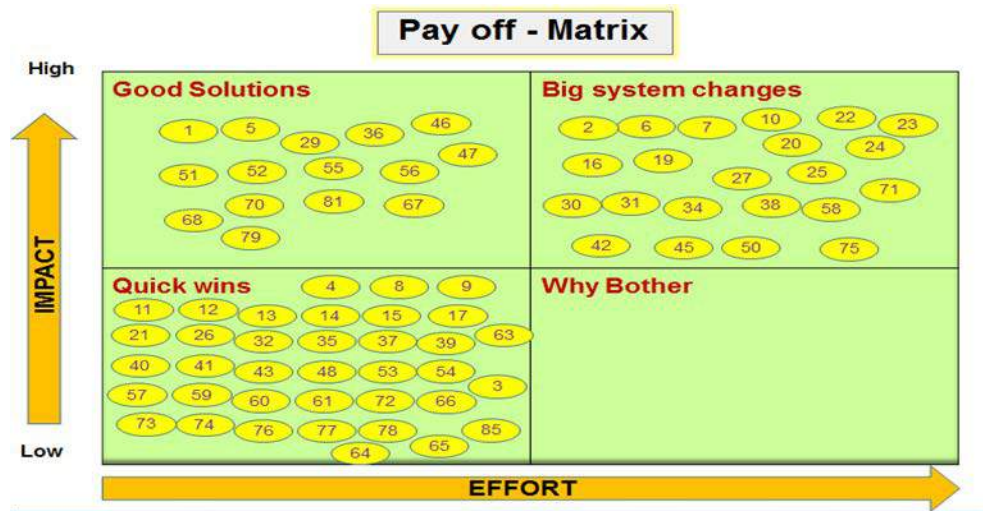 Pay off - Matrix
High
IMPACT
Low
Good Solutions
1 5 29 36 46
47
51 52 55 56
68 70 81 67
79
Big system changes
2 6 7 10 22 23
20 24
16 19 27 25
71
30 31 34 38 58
42 45 50 75
Quick wins
4 8 9
11 12 13 14 15 17
21 26 32 35 37 39 63
40 41 43 48 53 54
3
57 59 60 61 72 66
73 74 76 77 78 85
64 65
Why Bother
EFFORT